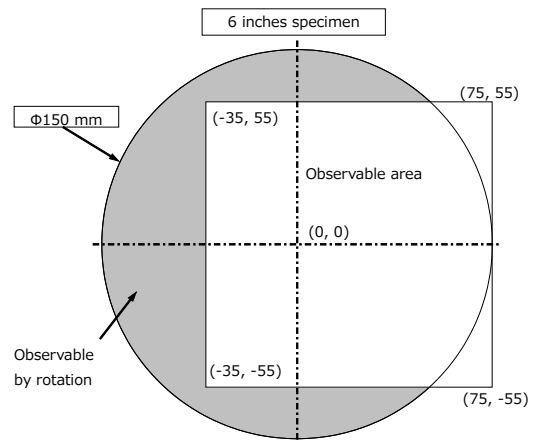 6 inches specimen
(75, 55)
Φ150 mm
(-35, 55)
Observable area
(0, 0)
Observable
by rotation
(-35, -55)
(75, -55)